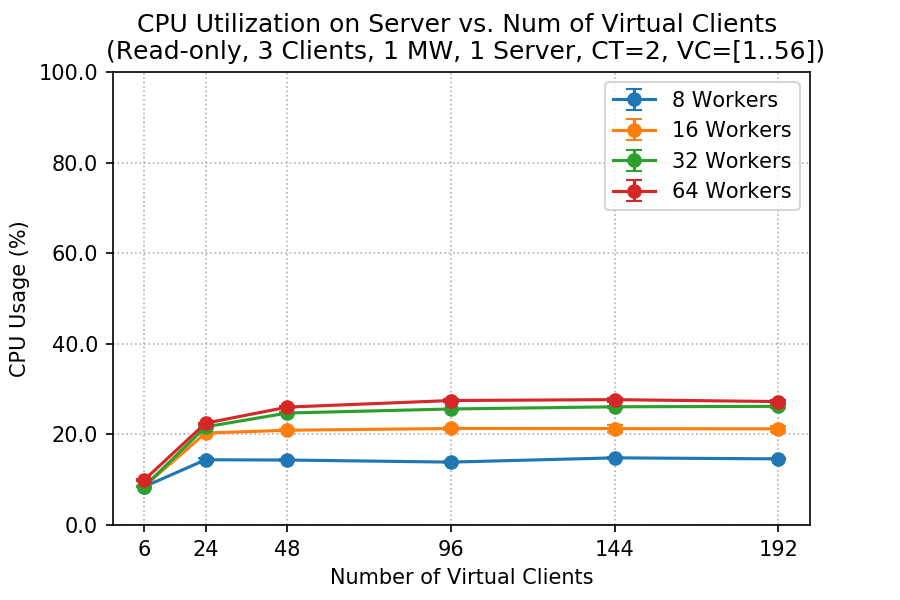 CPU Utilization on Server vs. Num of Virtual Clients
(Read-only, 3 Clients, 1 MW, 1 Server, CT=2, VC=[1..56])
100.0
80.0
60.0
40.0
20.0
0.0
CPU Usage (%)
8 Workers
16 Workers
32 Workers
64 Workers
6 24 48 96 144 192
Number of Virtual Clients